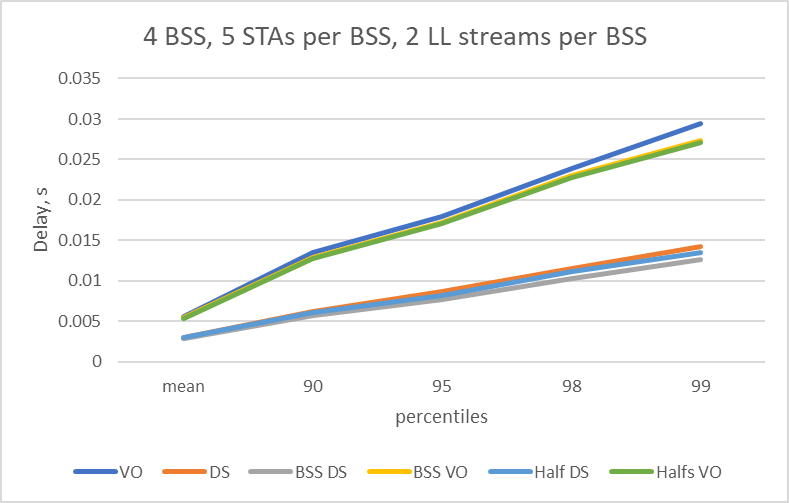 4 BSS, 5 STAs per BSS, 2 LL streams per BSS
0.035
0.03
0.025
0.02
0.015
0.01
0.005
0
Delay, s
mean 90 95 98 99
percentiles
VO DS BSS DS BSS VO Half DS Halfs VO